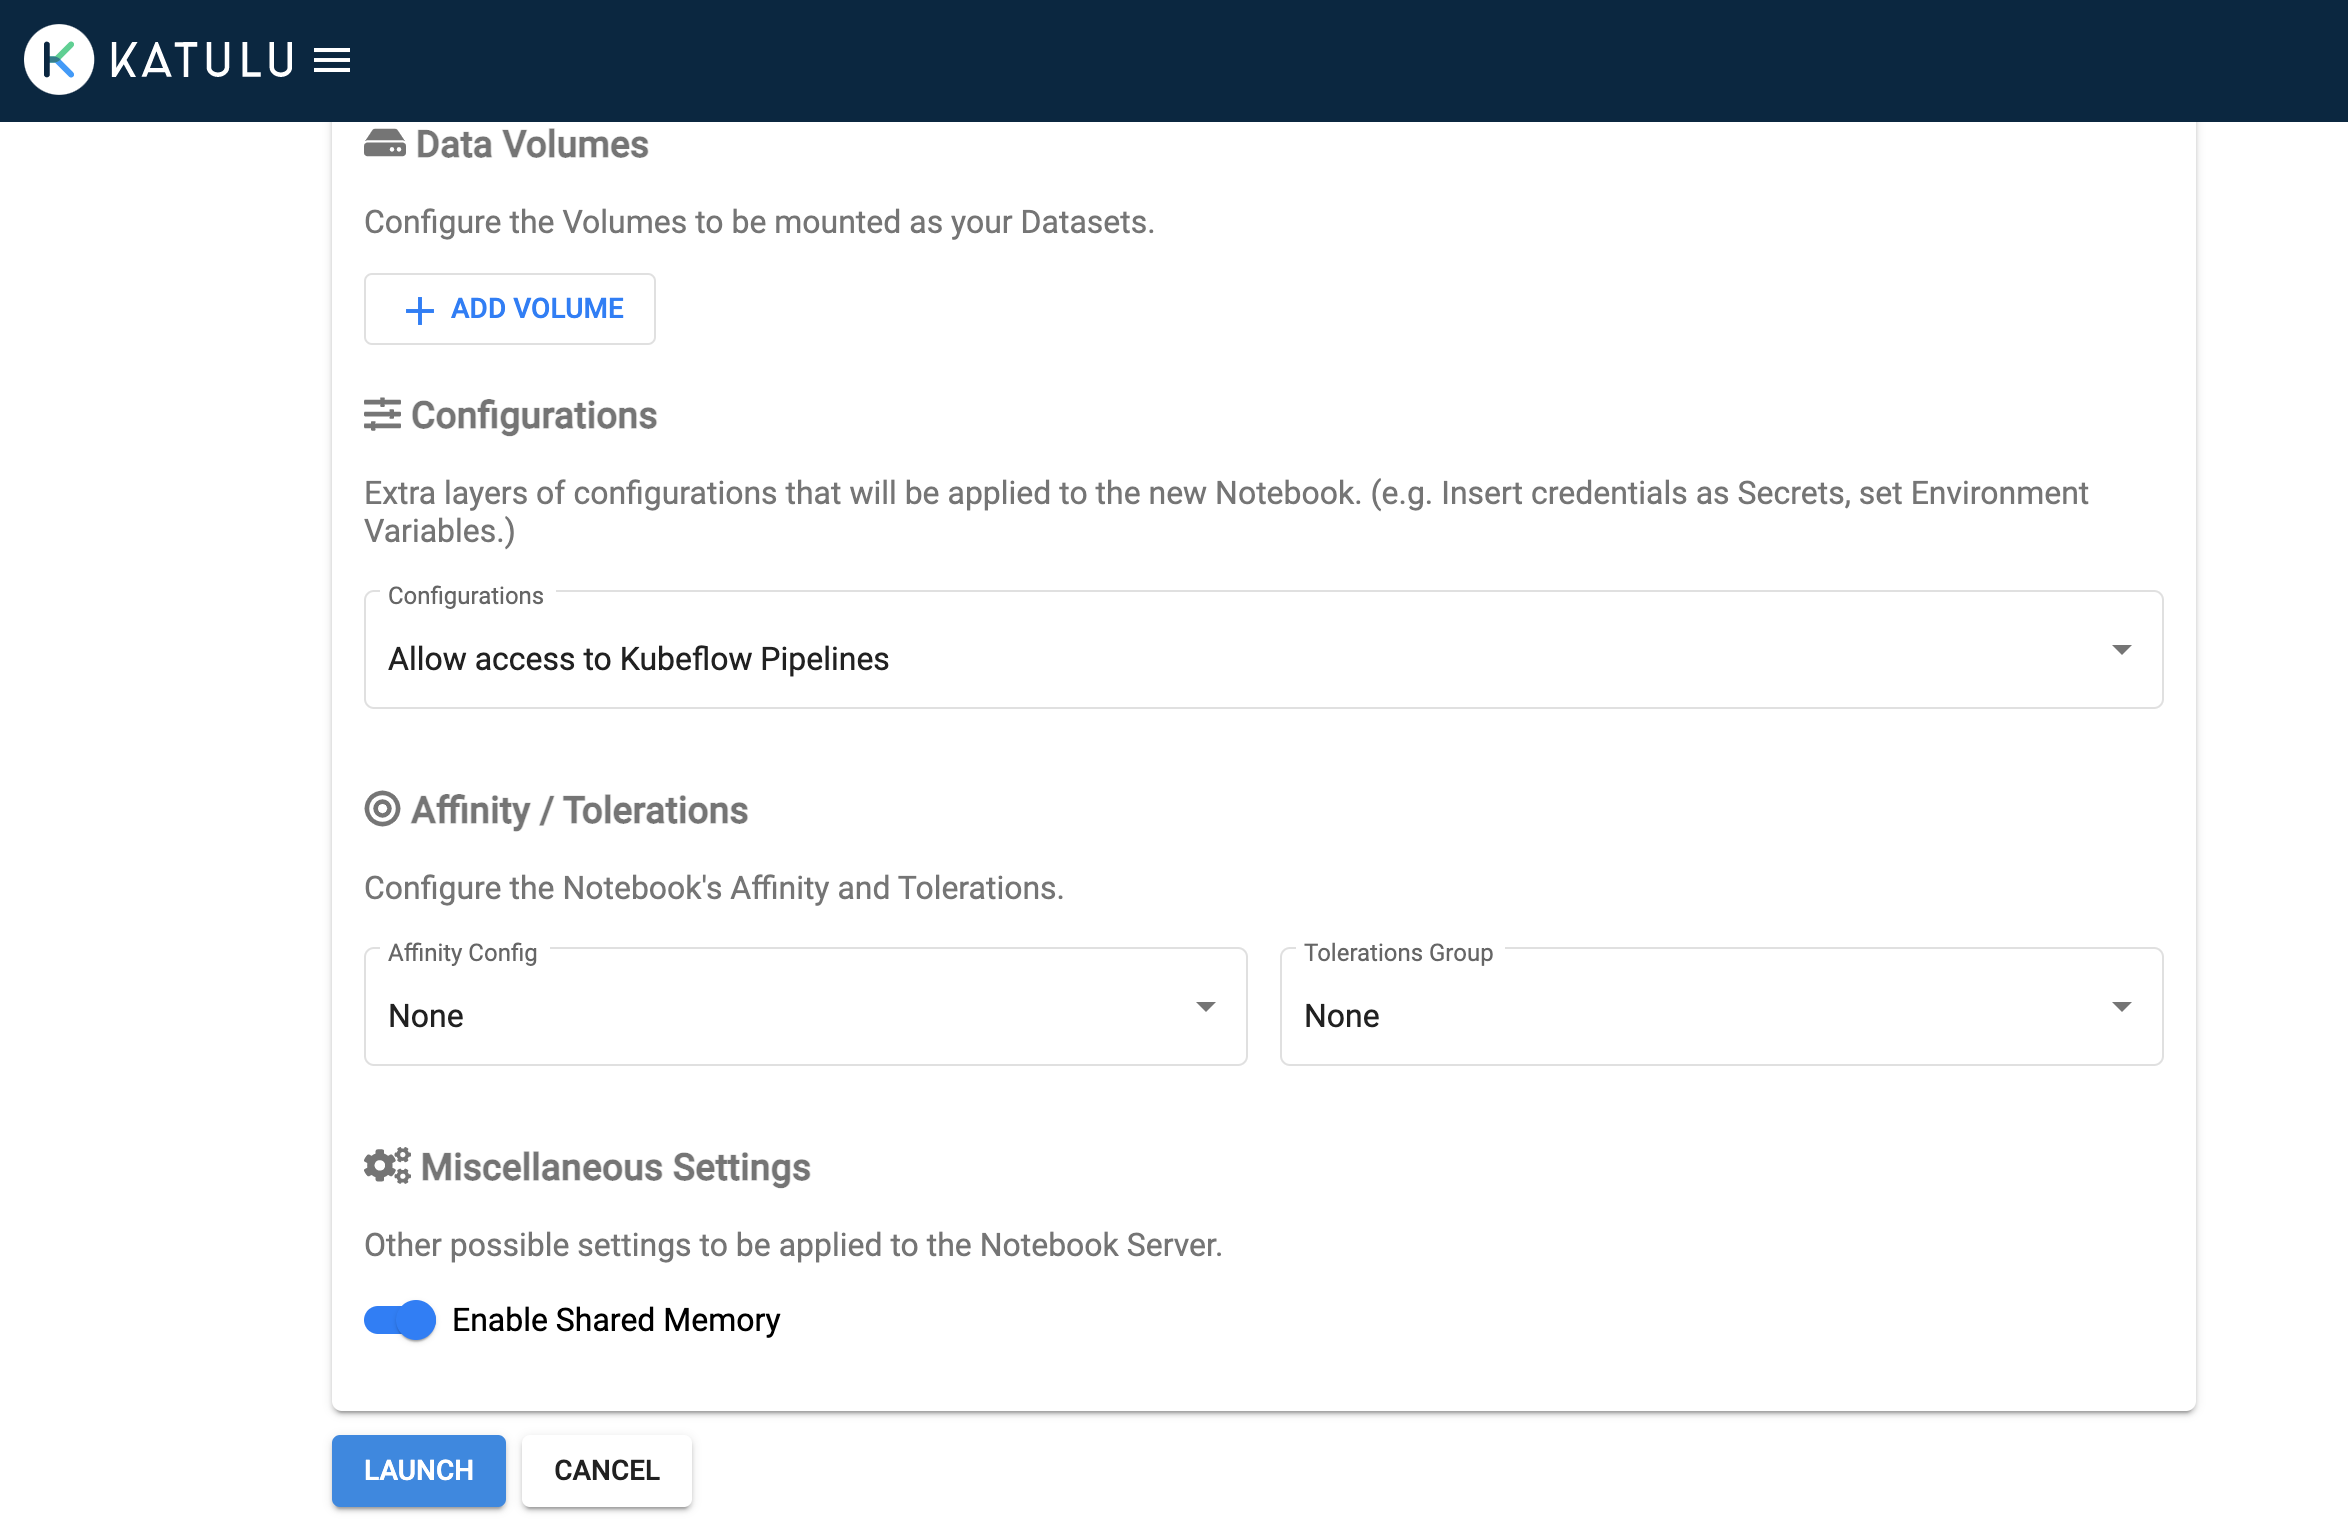 KATULU
Data Volumes
Configure the Volumes to be mounted as your Datasets.
ADD VOLUME
Configurations
Extra layers of configurations that will be applied to the new Notebook. (e.g. Insert credentials as Secrets, set Environment
Variables.)
Configurations
Allow access to Kubeflow Pipelines
Affinity / Tolerations
Configure the Notebook's Affinity and Tolerations.
Affinity Config
None
Tolerations Group
None
Miscellaneous Settings
Other possible settings to be applied to the Notebook Server.
Enable Shared Memory
LAUNCH
CANCEL